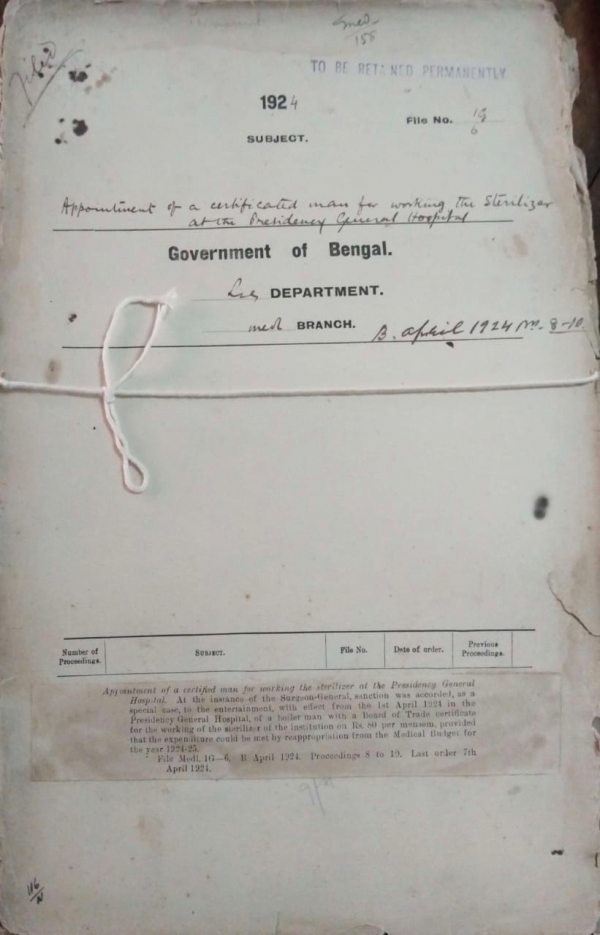 med
158
TO BE RETAINED PERMANENTLY
1924
File No. 1G/6
SUBJECT.
Appointment of a certificated man for working the Sterilizer
at the Presidency General Hospital
Government of Bengal.
DEPARTMENT.
medl BRANCH.
B. April 1924 No. 8-10
Number of Proceedings.
SUBJECT.
File No.
Date of order.
Previous Proceedings.
Appointment of a certified man for working the sterilizer at the Presidency General
Hospital. At the instance of the Surgeon-General, sanction was accorded, as a
special case, to the entertainment, with effect from the 1st April 1924 in the
Presidency General Hospital, of a boiler man with a Board of Trade certificate
for the working of the sterilizer of the institution on Rs. 80 per mensem, provided
that the expenditure could be met by reappropriation from the Medical Budget for
the year 1924-25.
File Medl. 1G—6. B April 1924. Proceedings 8 to 10. Last order 7th
April 1924.